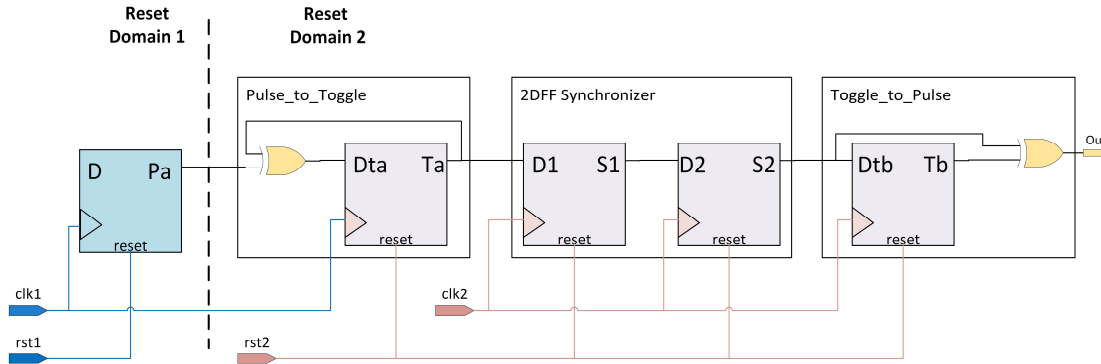 Reset
Domain 1
Reset
Domain 2
Pulse_to_Toggle
2DFF Synchronizer
Toggle_to_Pulse
D Pa
Dta Ta
D1 S1
D2 S2
Dtb Tb
Ou
reset
reset
reset
reset
reset
clk1
clk2
rst1
rst2